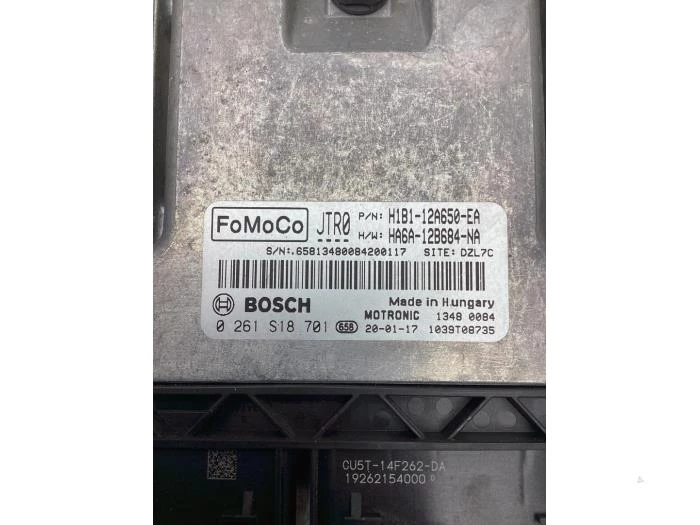 FoMoCo JTR0 P/N: H1B1-12A650-EA
H/W: HA6A-12B684-NA
S/N:.65813480084200117 SITE: DZL7C
BOSCH Made in Hungary
MOTRONIC 1348 0084
0 261 S18 701 658 20-01-17 1039T08735
CU5T-14F262-DA
19262154000